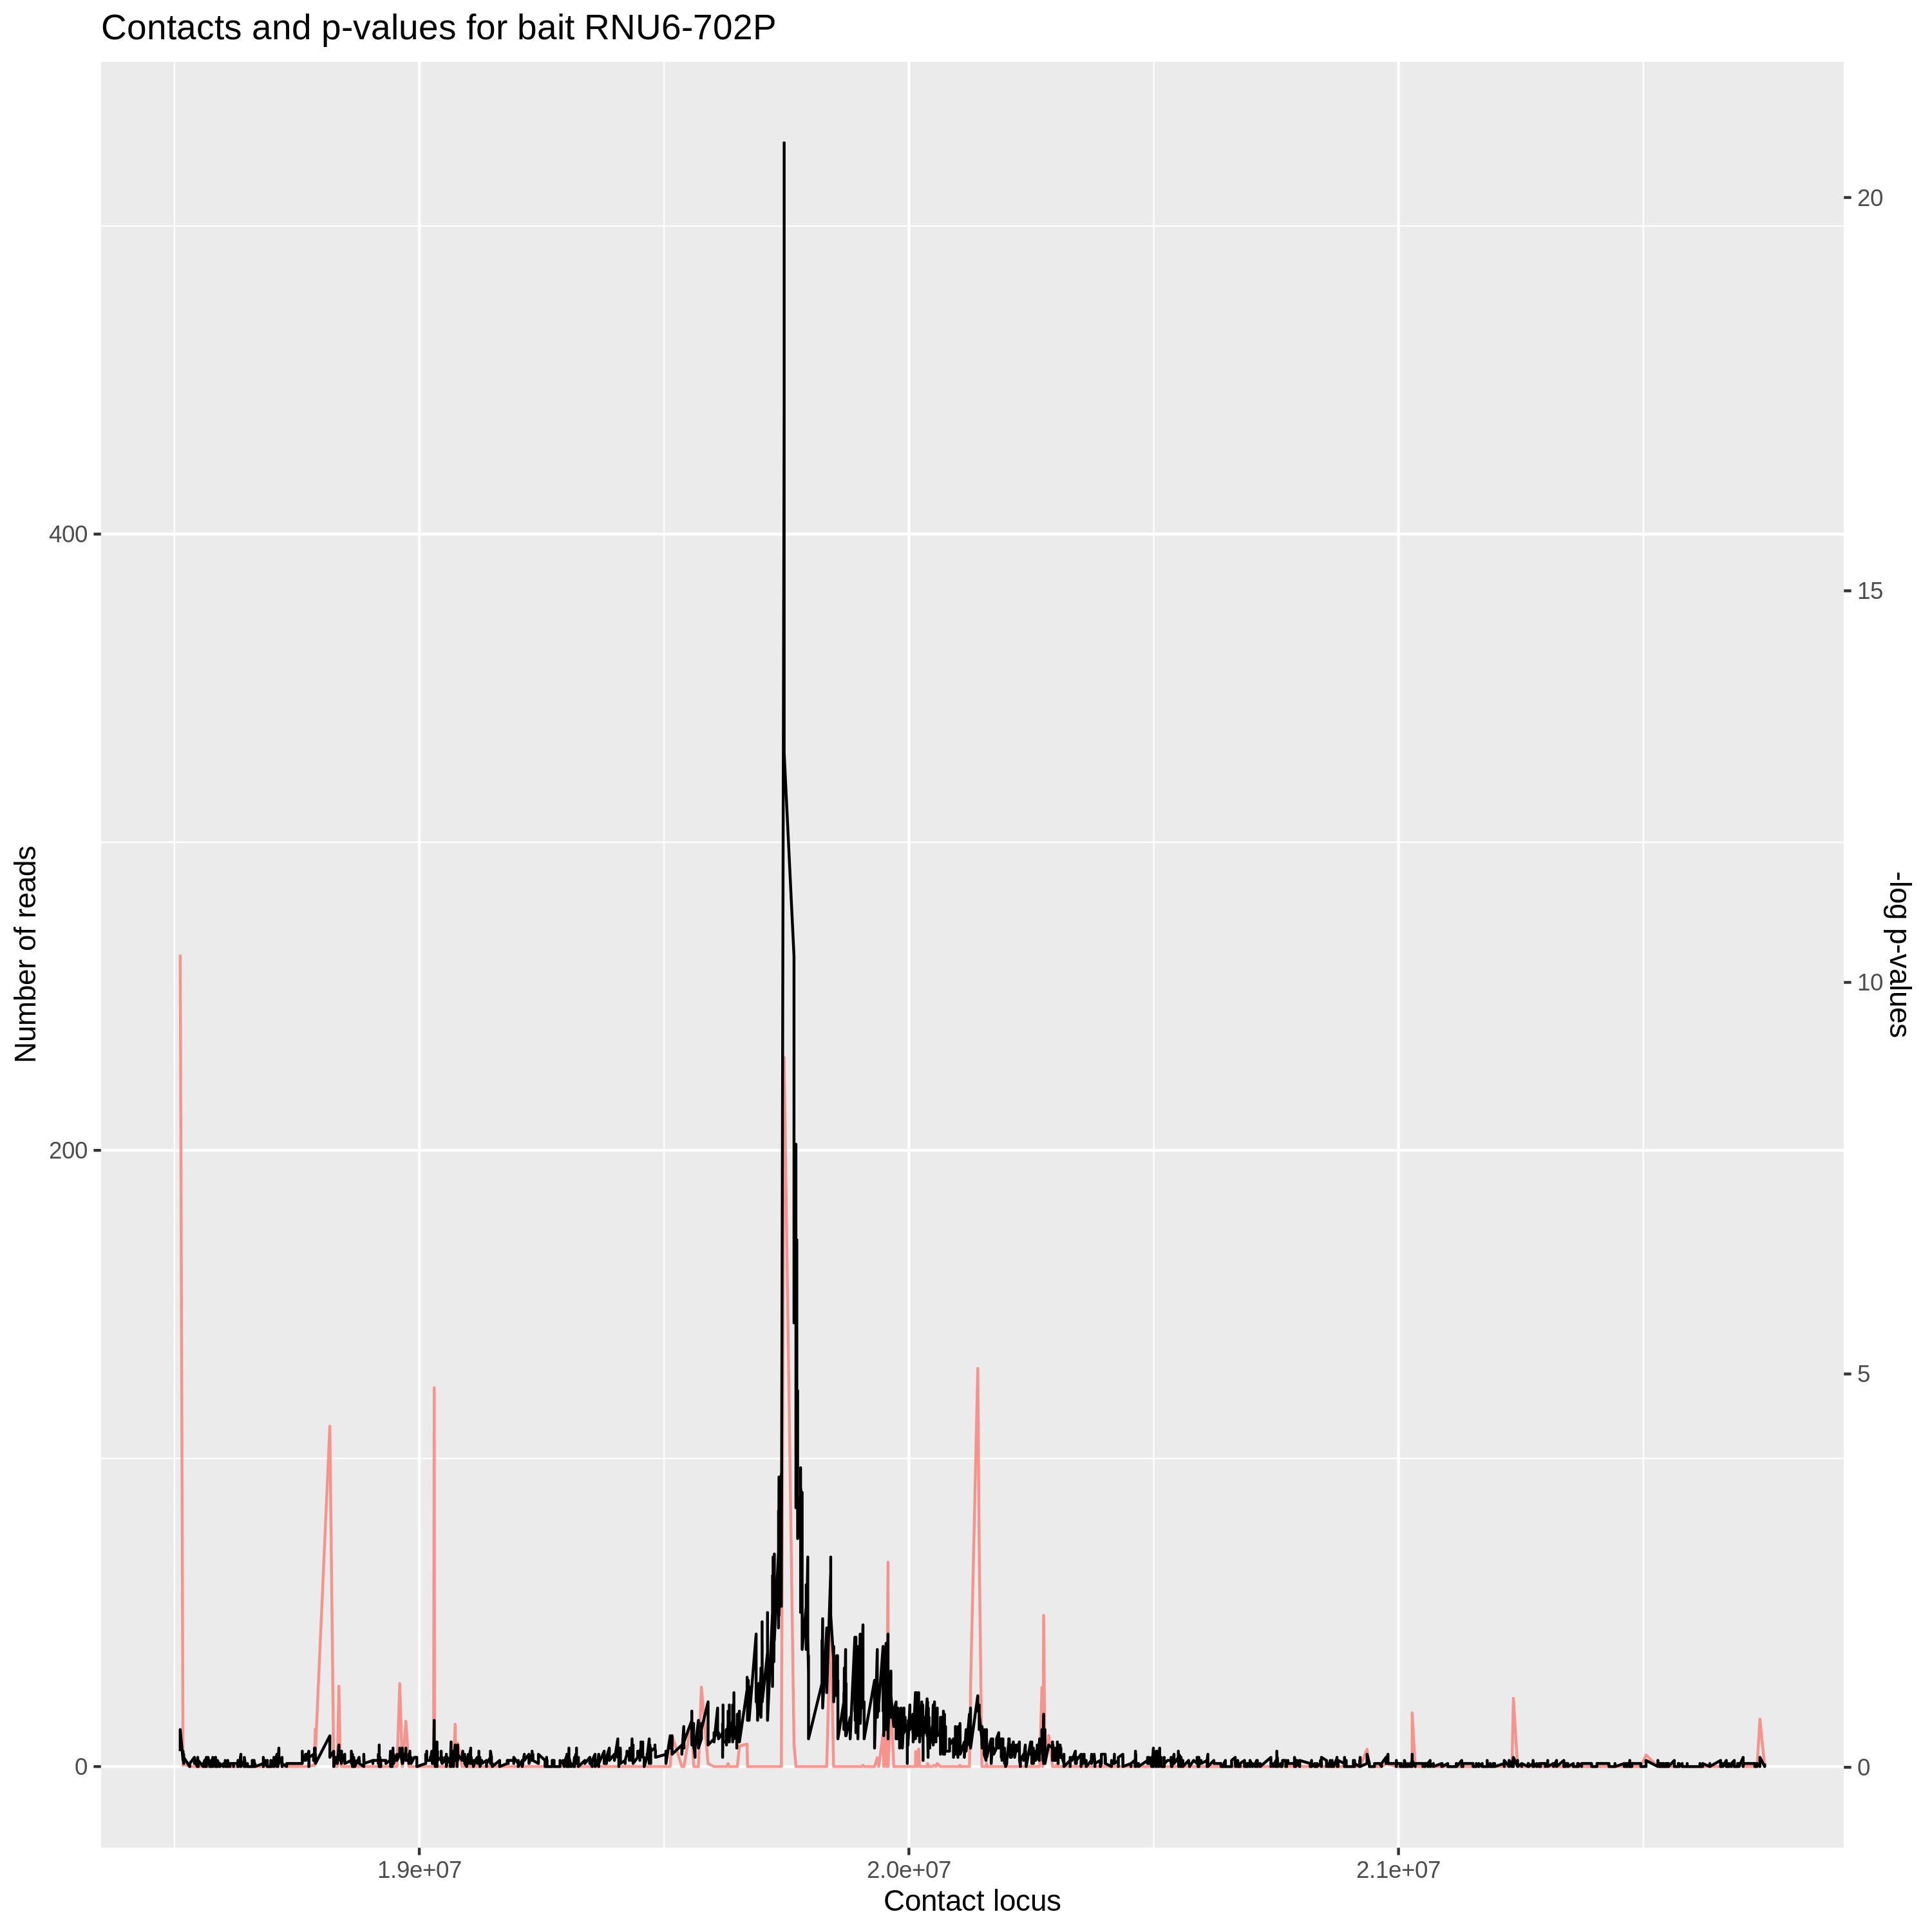 Contacts and p-values for bait RNU6-702P
Number of reads
400
200
0
20
15
10
5
0
-log p-values
1.9e+07 2.0e+07 2.1e+07
Contact locus